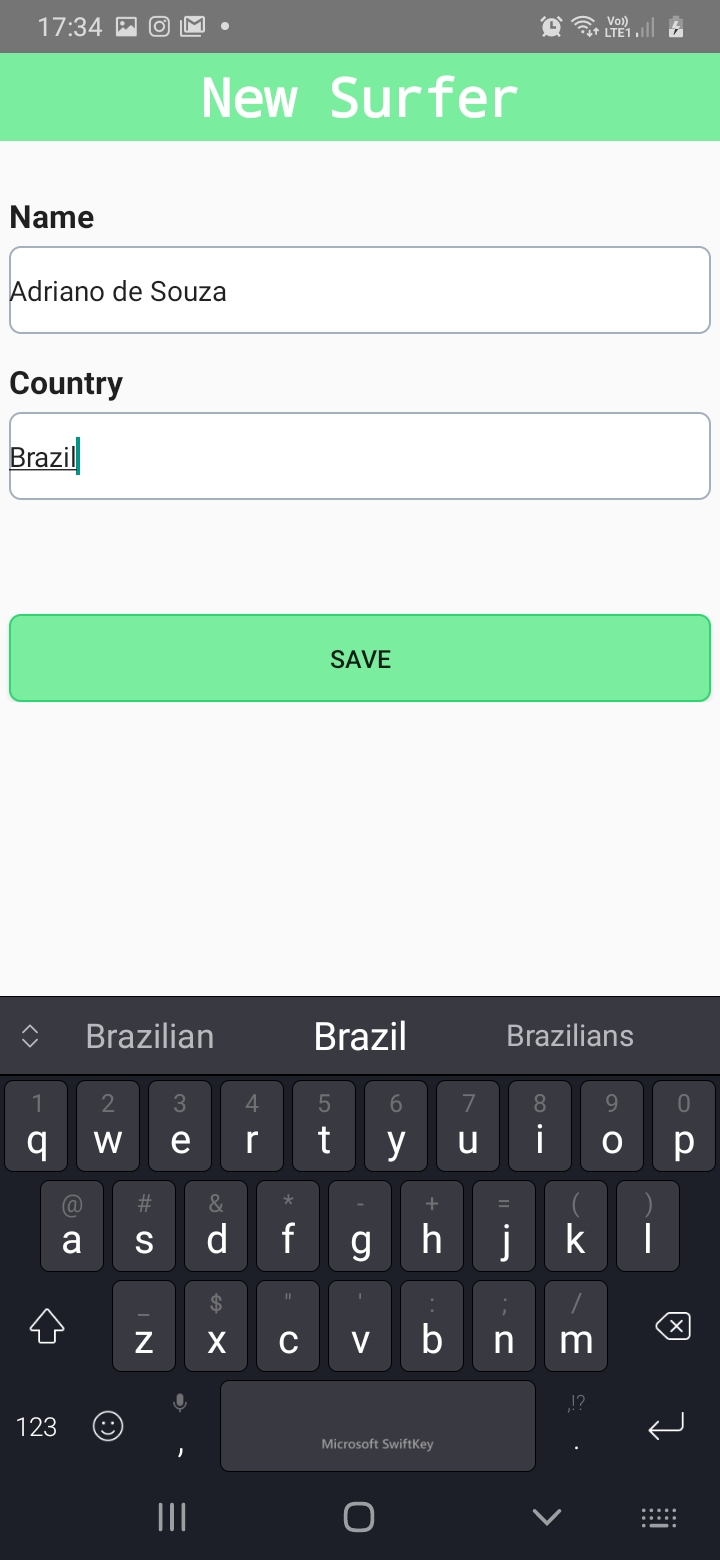 17:34 Vo) LTE1
New Surfer
Name
Adriano de Souza
Country
Brazil
SAVE
Brazilian Brazil Brazilians
1 2 3 4 5 6 7 8 9 0
q w e r t y u i o p
@ # & * - + = ( )
a s d f g h j k l
_ $ " ' : ; /
z x c v b n m
,!?
123 , Microsoft SwiftKey .